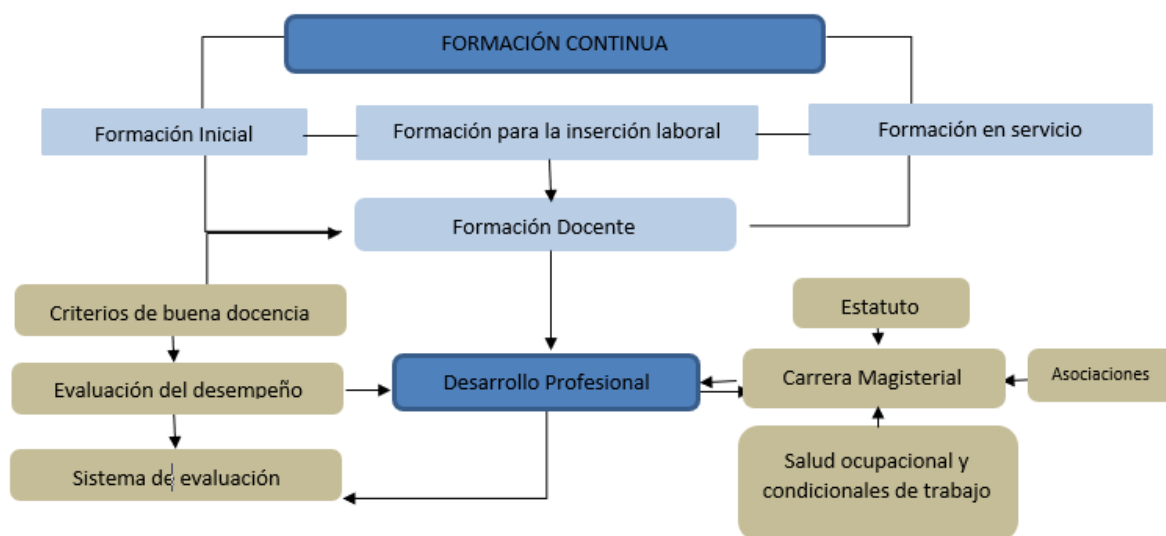 FORMACIÓN CONTINUA
Formación Inicial
Formación para la inserción laboral
Formación en servicio
Formación Docente
Criterios de buena docencia
Estatuto
Evaluación del desempeño
Desarrollo Profesional
Carrera Magisterial
Asociaciones
Sistema de evaluación
Salud ocupacional y
condicionales de trabajo